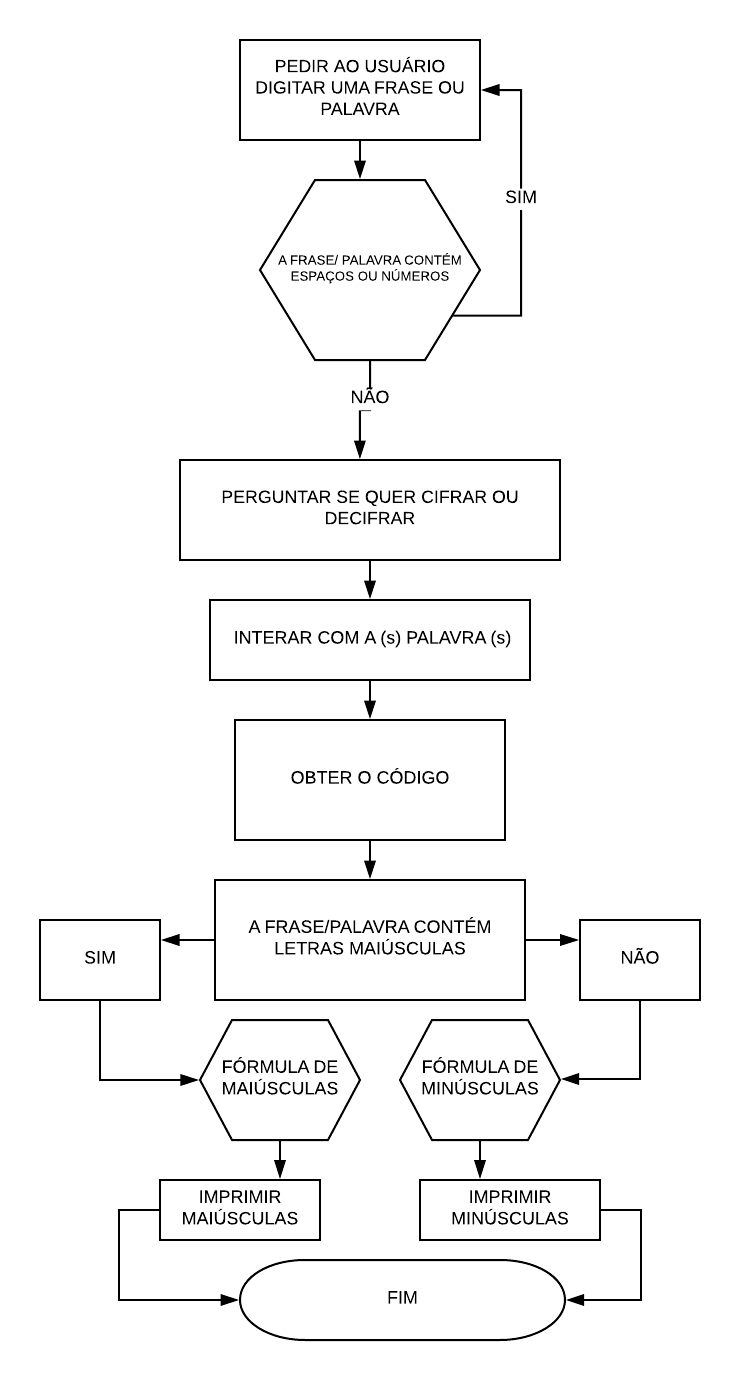 PEDIR AO USUÁRIO
DIGITAR UMA FRASE OU
PALAVRA
SIM
A FRASE/ PALAVRA CONTÉM
ESPAÇOS OU NÚMEROS
NÃO
PERGUNTAR SE QUER CIFRAR OU
DECIFRAR
INTERAR COM A (s) PALAVRA (s)
OBTER O CÓDIGO
A FRASE/PALAVRA CONTÉM
LETRAS MAIÚSCULAS
SIM
NÃO
FÓRMULA DE
MAIÚSCULAS
FÓRMULA DE
MINÚSCULAS
IMPRIMIR
MAIÚSCULAS
IMPRIMIR
MINÚSCULAS
FIM